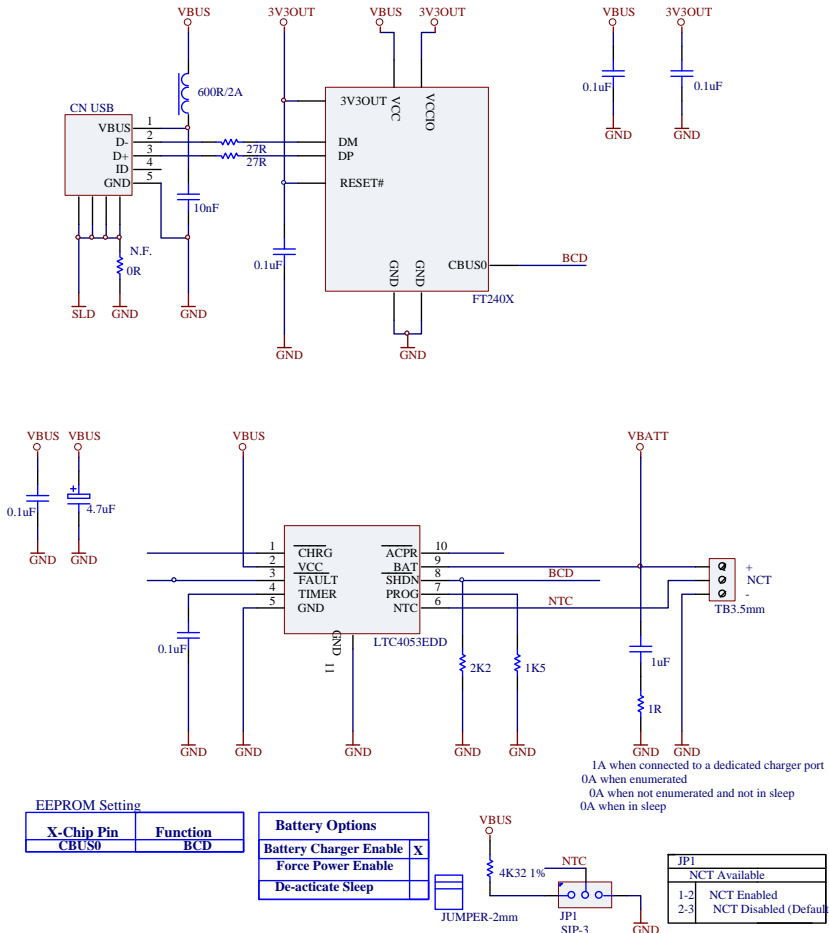 VBUS 3V3OUT VBUS 3V3OUT VBUS 3V3OUT
600R/2A
0.1uF 0.1uF
GND GND
CN USB
VBUS 1
D- 2
D+ 3
ID 4
GND 5
27R
27R
10nF
N.F.
0R
SLD GND GND
0.1uF
GND
3V3OUT
VCC
VCCIO
DM
DP
RESET#
GND
GND
CBUS0
BCD
FT240X
GND
VBUS VBUS
0.1uF 4.7uF
GND GND
VBUS
VBATT
1 CHRG
2 VCC
3 FAULT
4 TIMER
5 GND
ACPR 10
BAT 9
SHDN 8
PROG 7
NTC 6
GND
11
LTC4053EDD
BCD
NTC
+
NCT
-
TB3.5mm
0.1uF
2K2
1K5
1uF
1R
GND GND GND GND GND GND GND
1A when connected to a dedicated charger port
0A when enumerated
0A when not enumerated and not in sleep
0A when in sleep
EEPROM Setting
X-Chip Pin Function
CBUS0 BCD
Battery Options
Battery Charger Enable X
Force Power Enable
De-acticate Sleep
JUMPER-2mm
VBUS
4K32 1%
NTC
JP1
SIP-3
GND
JP1
NCT Available
1-2 NCT Enabled
2-3 NCT Disabled (Default